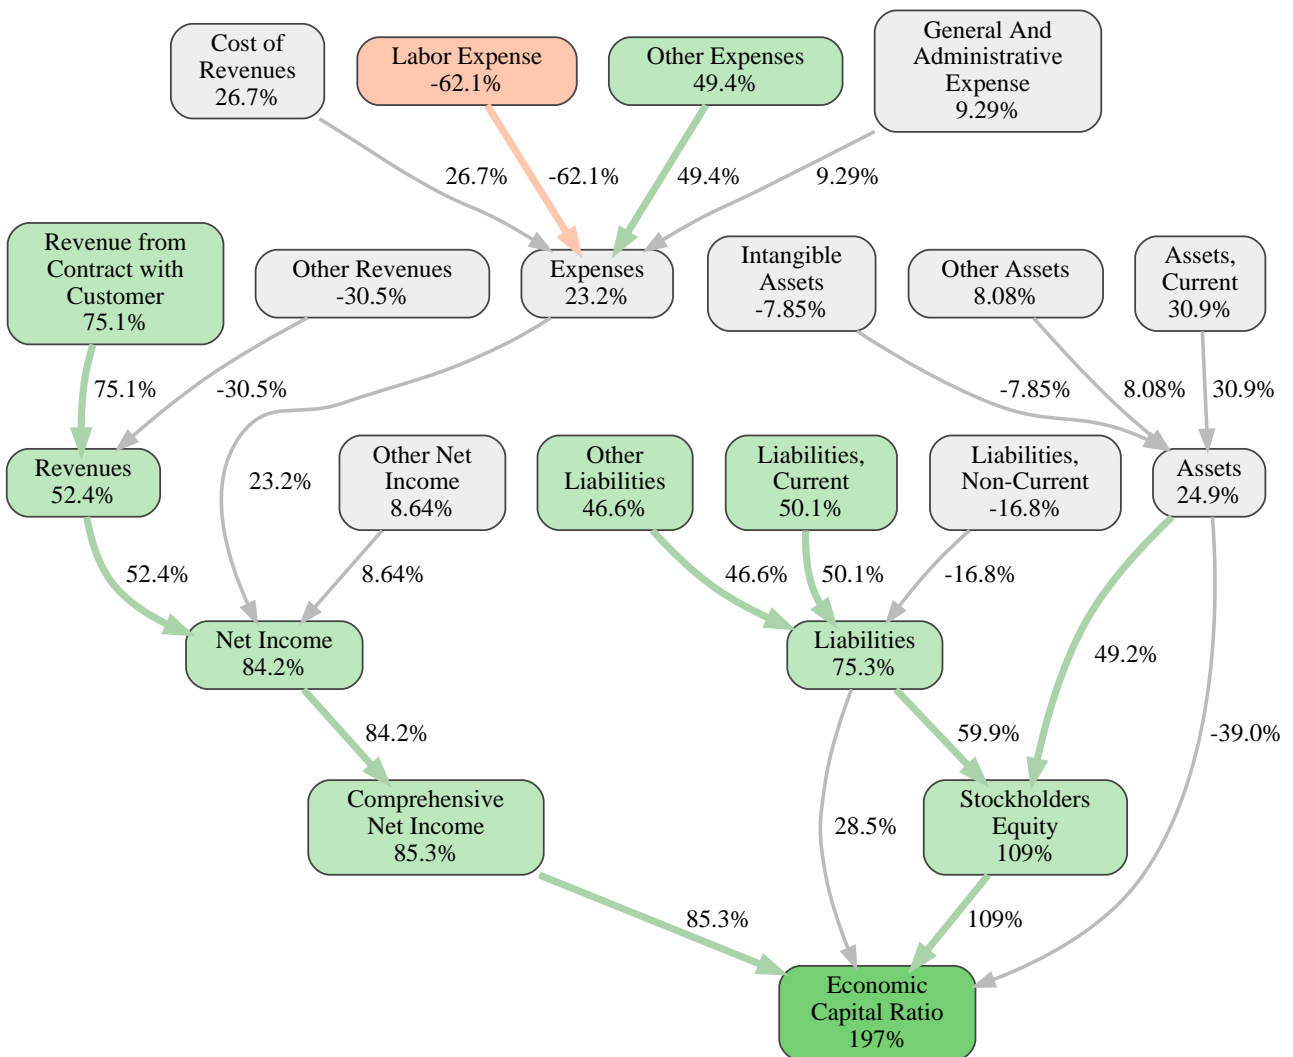 Cost of
Revenues
26.7%
Labor Expense
-62.1%
Other Expenses
49.4%
General And
Administrative
Expense
9.29%
26.7%
-62.1%
49.4%
9.29%
Revenue from
Contract with
Customer
75.1%
Other Revenues
-30.5%
Expenses
23.2%
Intangible
Assets
-7.85%
Other Assets
8.08%
Assets,
Current
30.9%
75.1%
-30.5%
-7.85%
8.08%
30.9%
Revenues
52.4%
23.2%
Other Net
Income
8.64%
Other
Liabilities
46.6%
Liabilities,
Current
50.1%
Liabilities,
Non-Current
-16.8%
Assets
24.9%
52.4%
8.64%
46.6%
50.1%
-16.8%
Net Income
84.2%
Liabilities
75.3%
49.2%
84.2%
59.9%
-39.0%
Comprehensive
Net Income
85.3%
28.5%
Stockholders
Equity
109%
85.3%
109%
Economic
Capital Ratio
197%